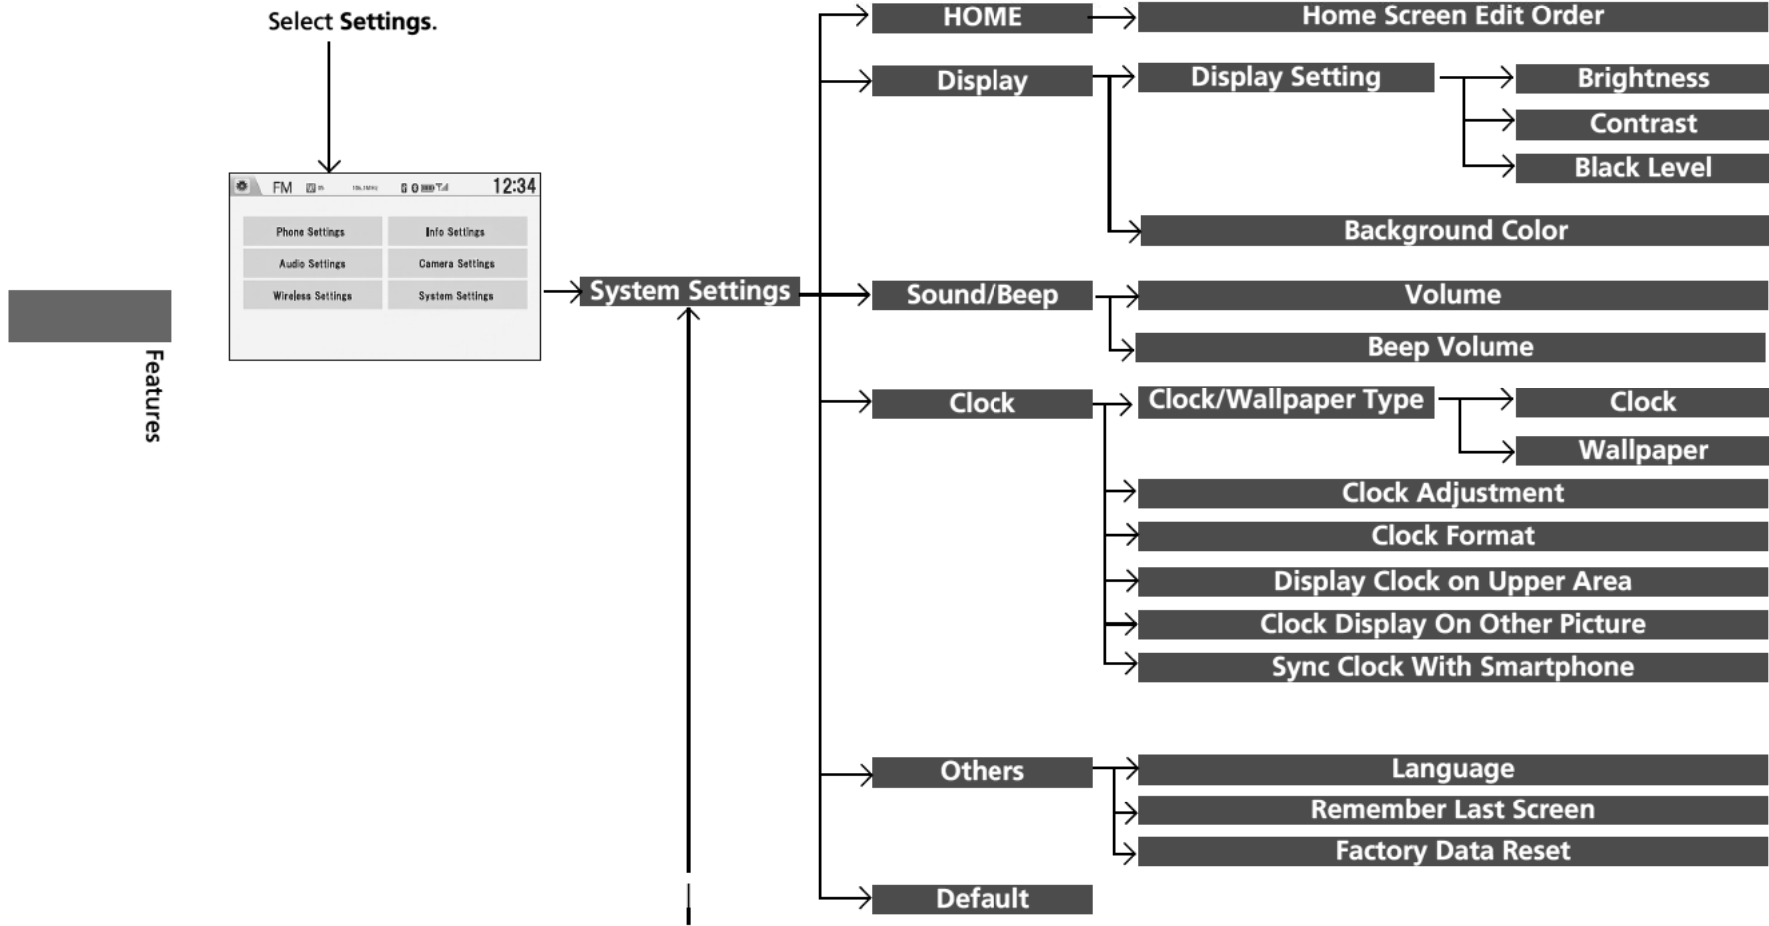 Select Settings.
FM
12:34
Phone Settings
Info Settings
Audio Settings
Camera Settings
Wireless Settings
System Settings
Features
System Settings
HOME
Home Screen Edit Order
Display
Display Setting
Brightness
Contrast
Black Level
Background Color
Sound/Beep
Volume
Beep Volume
Clock
Clock/Wallpaper Type
Clock
Wallpaper
Clock Adjustment
Clock Format
Display Clock on Upper Area
Clock Display On Other Picture
Sync Clock With Smartphone
Others
Language
Remember Last Screen
Factory Data Reset
Default